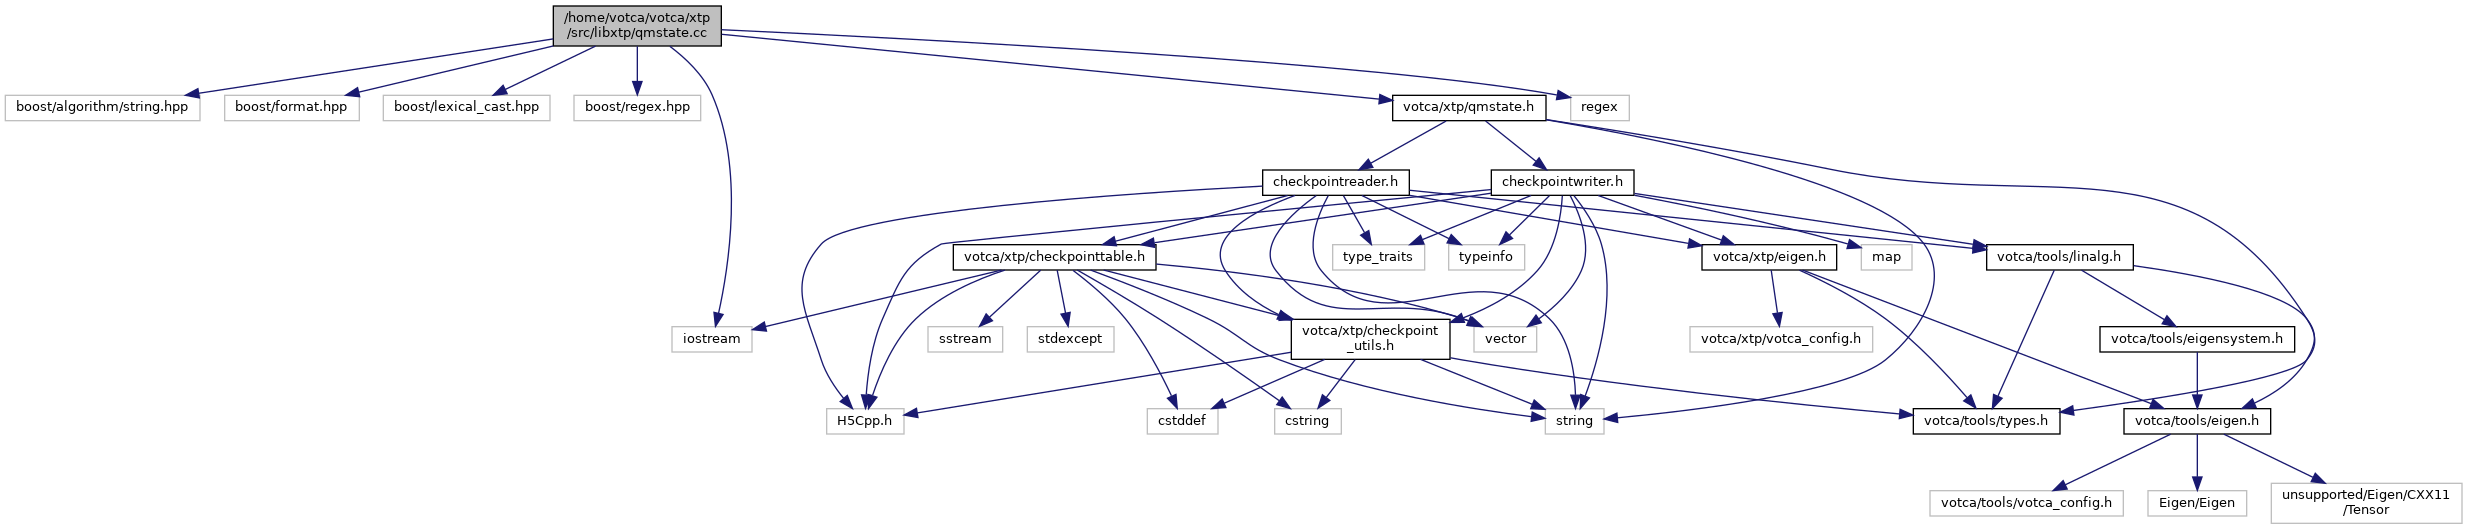 /home/votca/votca/xtp
/src/libxtp/qmstate.cc
boost/algorithm/string.hpp
boost/format.hpp
boost/lexical_cast.hpp
boost/regex.hpp
votca/xtp/qmstate.h
regex
checkpointreader.h
checkpointwriter.h
votca/xtp/checkpointtable.h
type_traits
typeinfo
votca/xtp/eigen.h
map
votca/tools/linalg.h
iostream
sstream
stdexcept
votca/xtp/checkpoint
_utils.h
vector
votca/xtp/votca_config.h
votca/tools/eigensystem.h
H5Cpp.h
cstddef
cstring
string
votca/tools/types.h
votca/tools/eigen.h
votca/tools/votca_config.h
Eigen/Eigen
unsupported/Eigen/CXX11
/Tensor